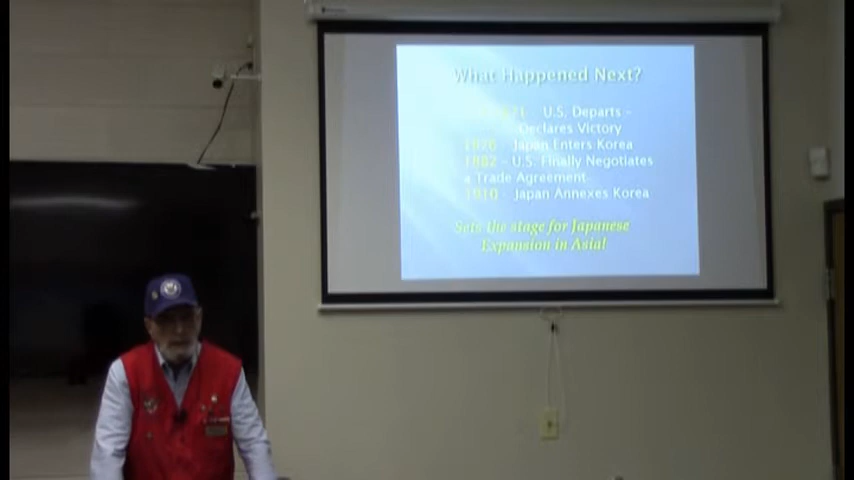 What Happened Next?
U.S. Departs –
Declares Victory
1876 – Japan Enters Korea
1882 – U.S. Finally Negotiates
a Trade Agreement
1910 – Japan Annexes Korea
Sets the stage for Japanese
Expansion in Asia!